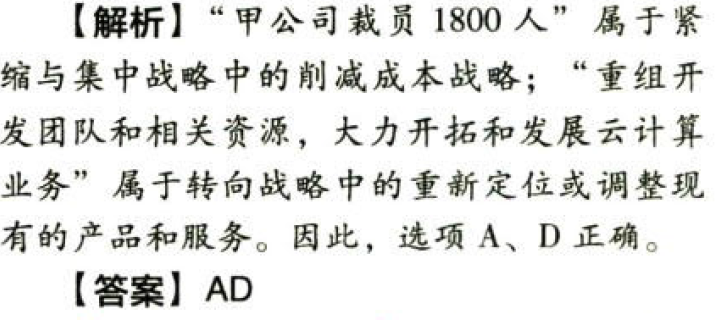 【解析】“甲公司裁员 1800 人”属于紧
缩与集中战略中的削减成本战略；“重组开
发团队和相关资源，大力开拓和发展云计算
业务”属于转向战略中的重新定位或调整现
有的产品和服务。因此，选项 A、D 正确。
【答案】AD